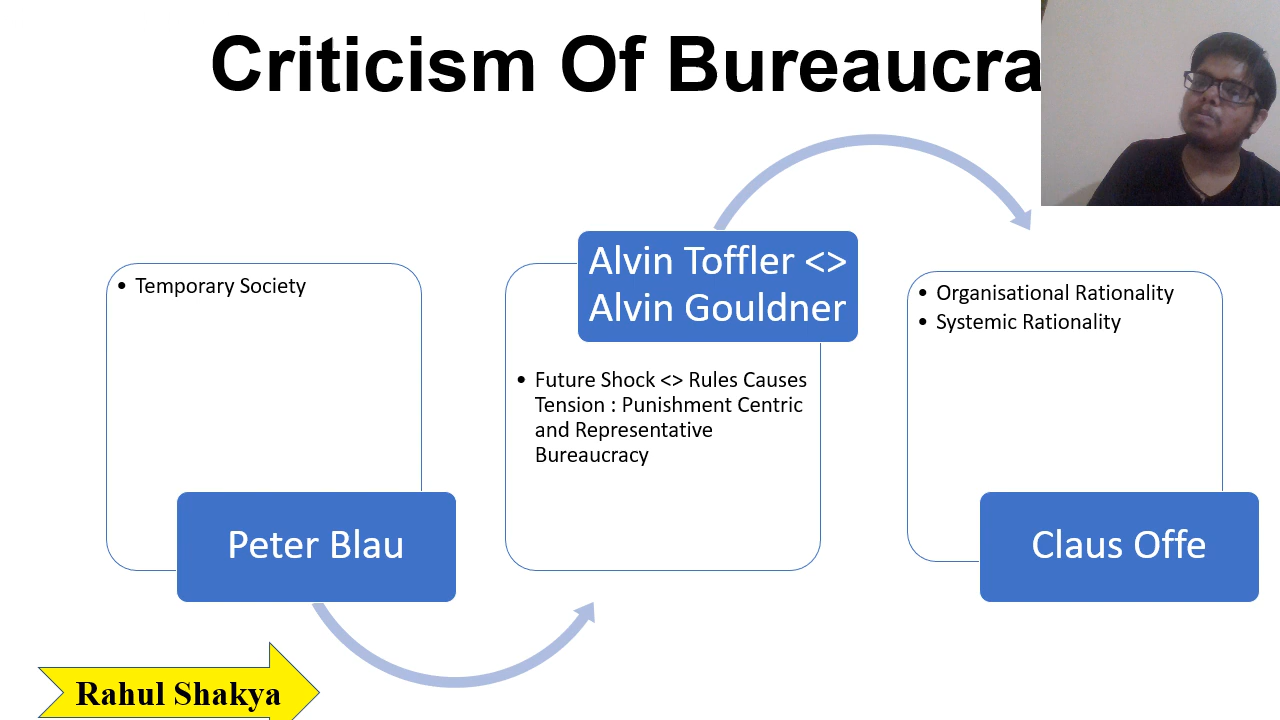 Criticism Of Bureaucra
• Temporary Society
Peter Blau
Alvin Toffler <>
Alvin Gouldner
• Future Shock <> Rules Causes
Tension : Punishment Centric
and Representative
Bureaucracy
• Organisational Rationality
• Systemic Rationality
Claus Offe
Rahul Shakya